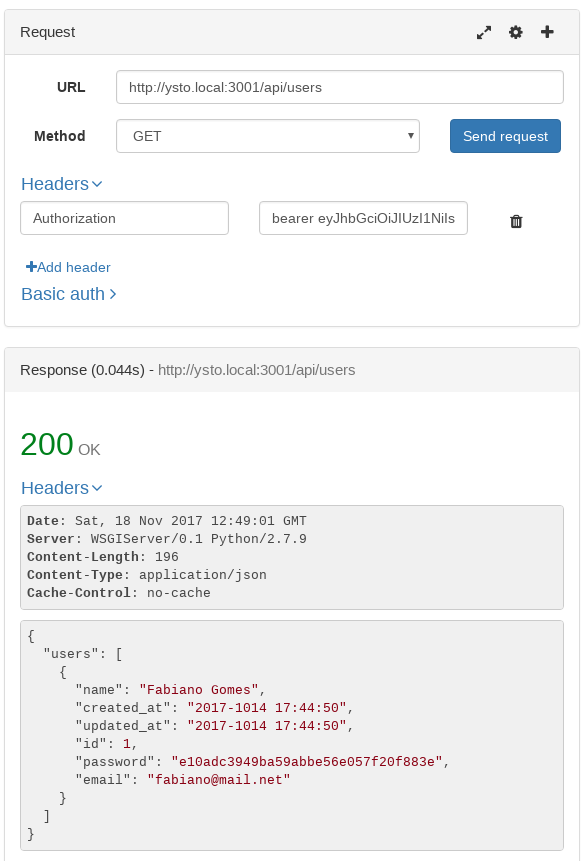 Request
URL http://ysto.local:3001/api/users
Method GET Send request
Headers
Authorization bearer eyJhbGciOiJIUzI1NiIs
Add header
Basic auth
Response (0.044s) - http://ysto.local:3001/api/users
200 OK
Headers
Date: Sat, 18 Nov 2017 12:49:01 GMT
Server: WSGIServer/0.1 Python/2.7.9
Content-Length: 196
Content-Type: application/json
Cache-Control: no-cache
{
  "users": [
    {
      "name": "Fabiano Gomes",
      "created_at": "2017-1014 17:44:50",
      "updated_at": "2017-1014 17:44:50",
      "id": 1,
      "password": "e10adc3949ba59abbe56e057f20f883e",
      "email": "fabiano@mail.net"
    }
  ]
}